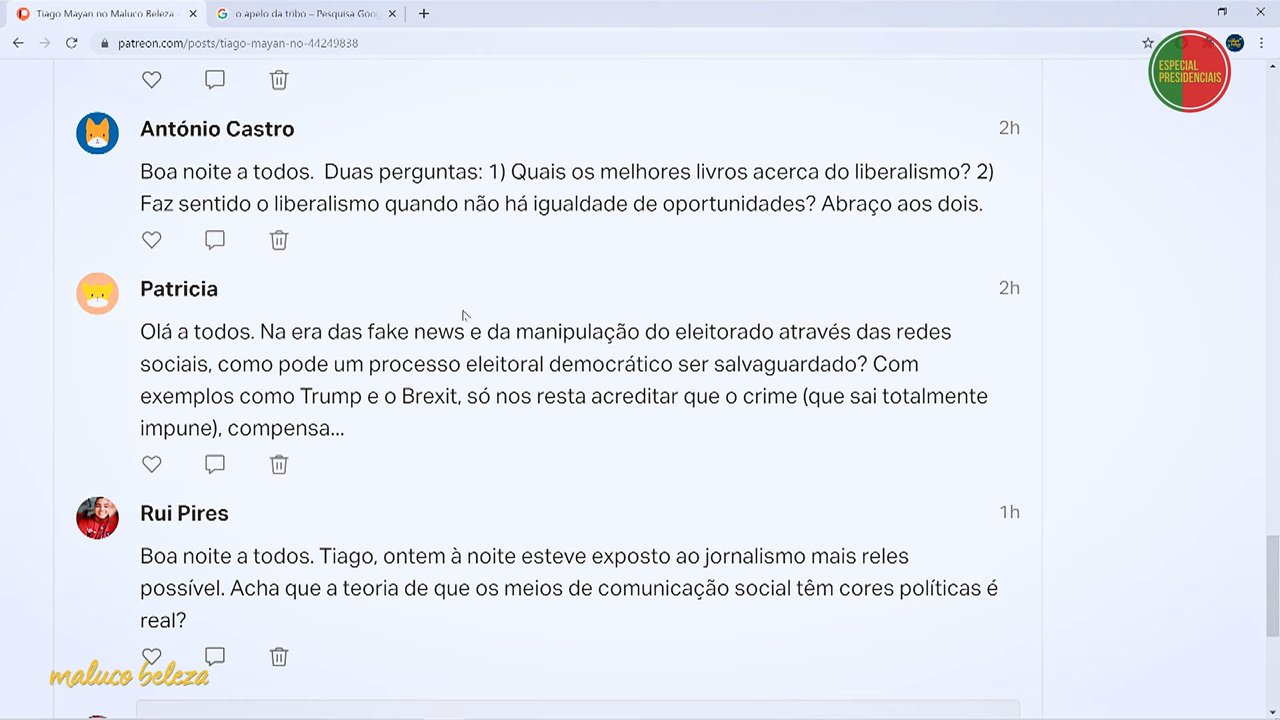 Tiago Mayan no Maluco Beleza -
o apelo da tribo – Pesquisa Goo
patreon.com/posts/tiago-mayan-no-44249838
ESPECIAL
PRESIDENCIAIS
António Castro
2h
Boa noite a todos.  Duas perguntas: 1) Quais os melhores livros acerca do liberalismo? 2)
Faz sentido o liberalismo quando não há igualdade de oportunidades? Abraço aos dois.
Patricia
2h
Olá a todos. Na era das fake news e da manipulação do eleitorado através das redes
sociais, como pode um processo eleitoral democrático ser salvaguardado? Com
exemplos como Trump e o Brexit, só nos resta acreditar que o crime (que sai totalmente
impune), compensa...
Rui Pires
1h
Boa noite a todos. Tiago, ontem à noite esteve exposto ao jornalismo mais reles
possível. Acha que a teoria de que os meios de comunicação social têm cores políticas é
real?
maluco beleza